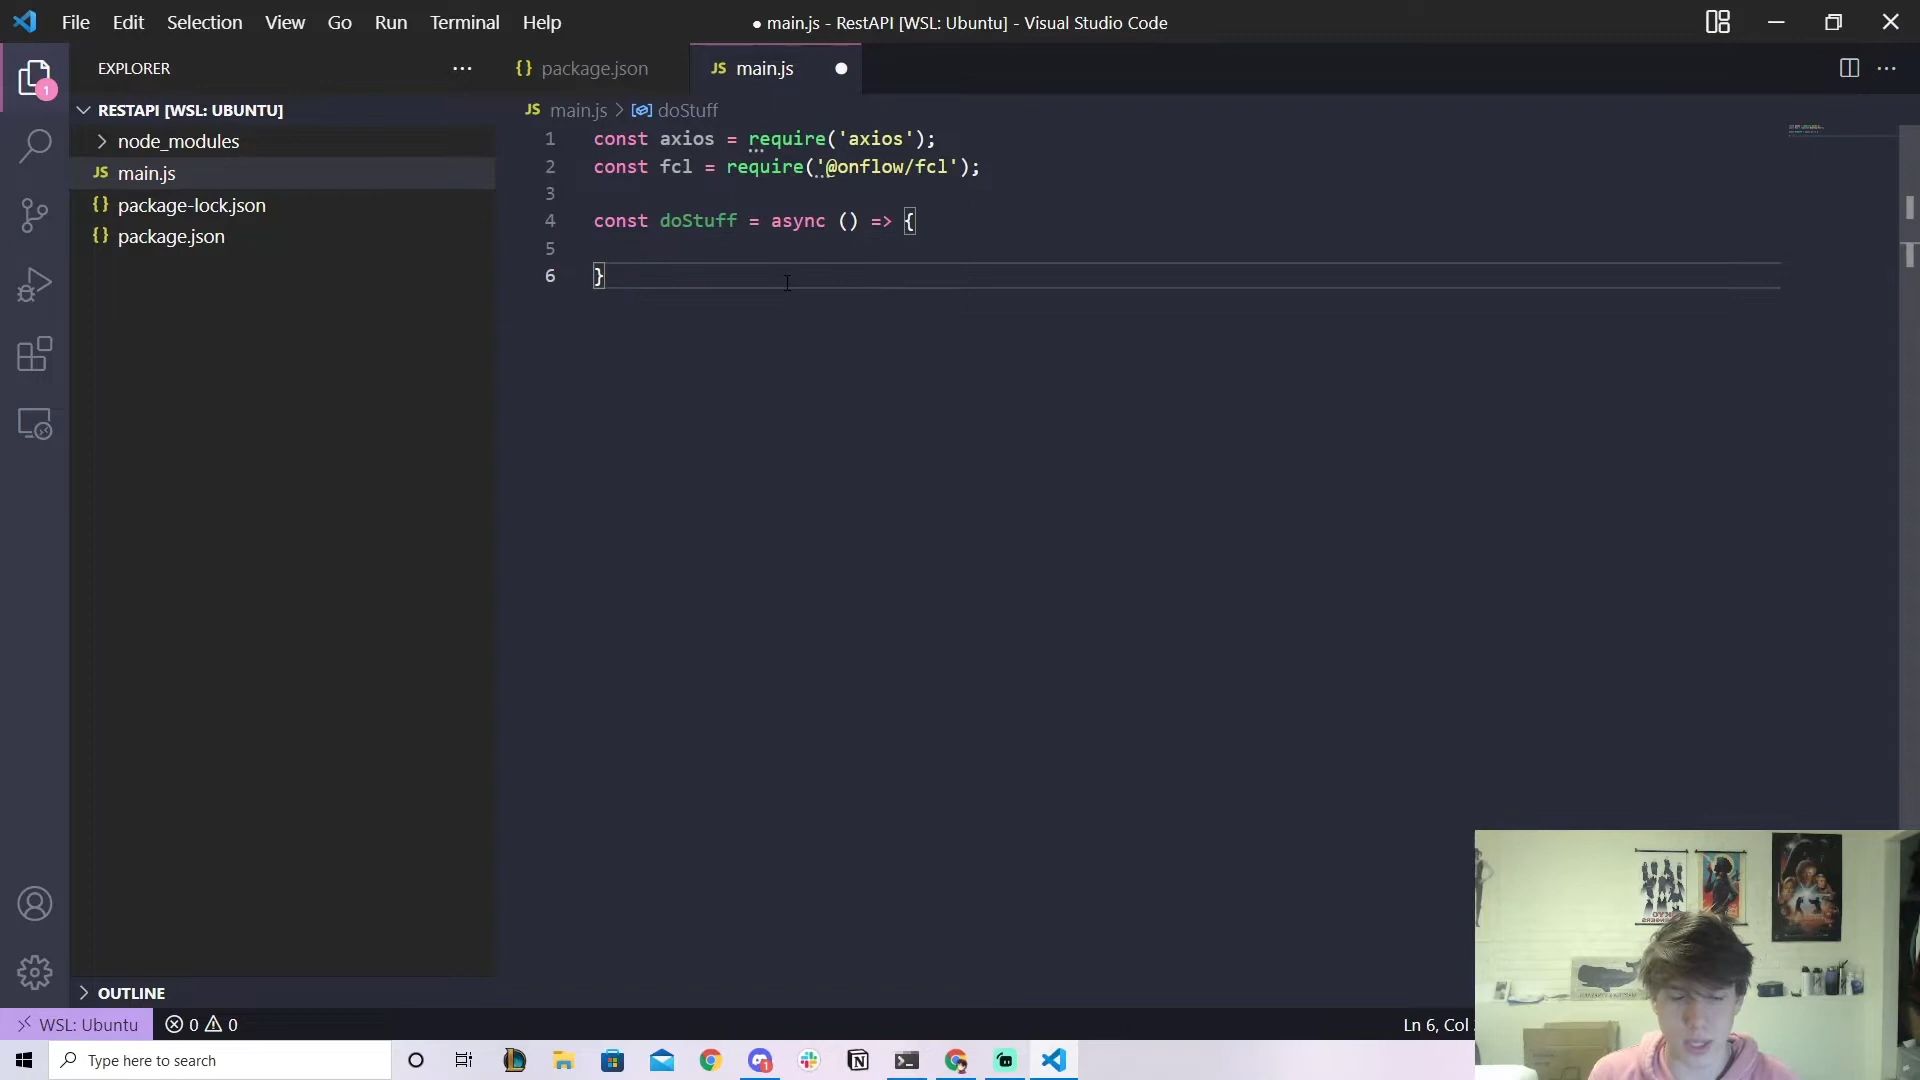 File Edit Selection View Go Run Terminal Help
● main.js - RestAPI [WSL: Ubuntu] - Visual Studio Code
EXPLORER
···
{} package.json
JS main.js
1
RESTAPI [WSL: UBUNTU]
node_modules
JS main.js
{} package-lock.json
{} package.json
JS main.js > doStuff
1 const axios = require('axios');
2 const fcl = require('@onflow/fcl');
3
4 const doStuff = async () => {
5
6 }
OUTLINE
WSL: Ubuntu
0 0
Ln 6, Col
Type here to search